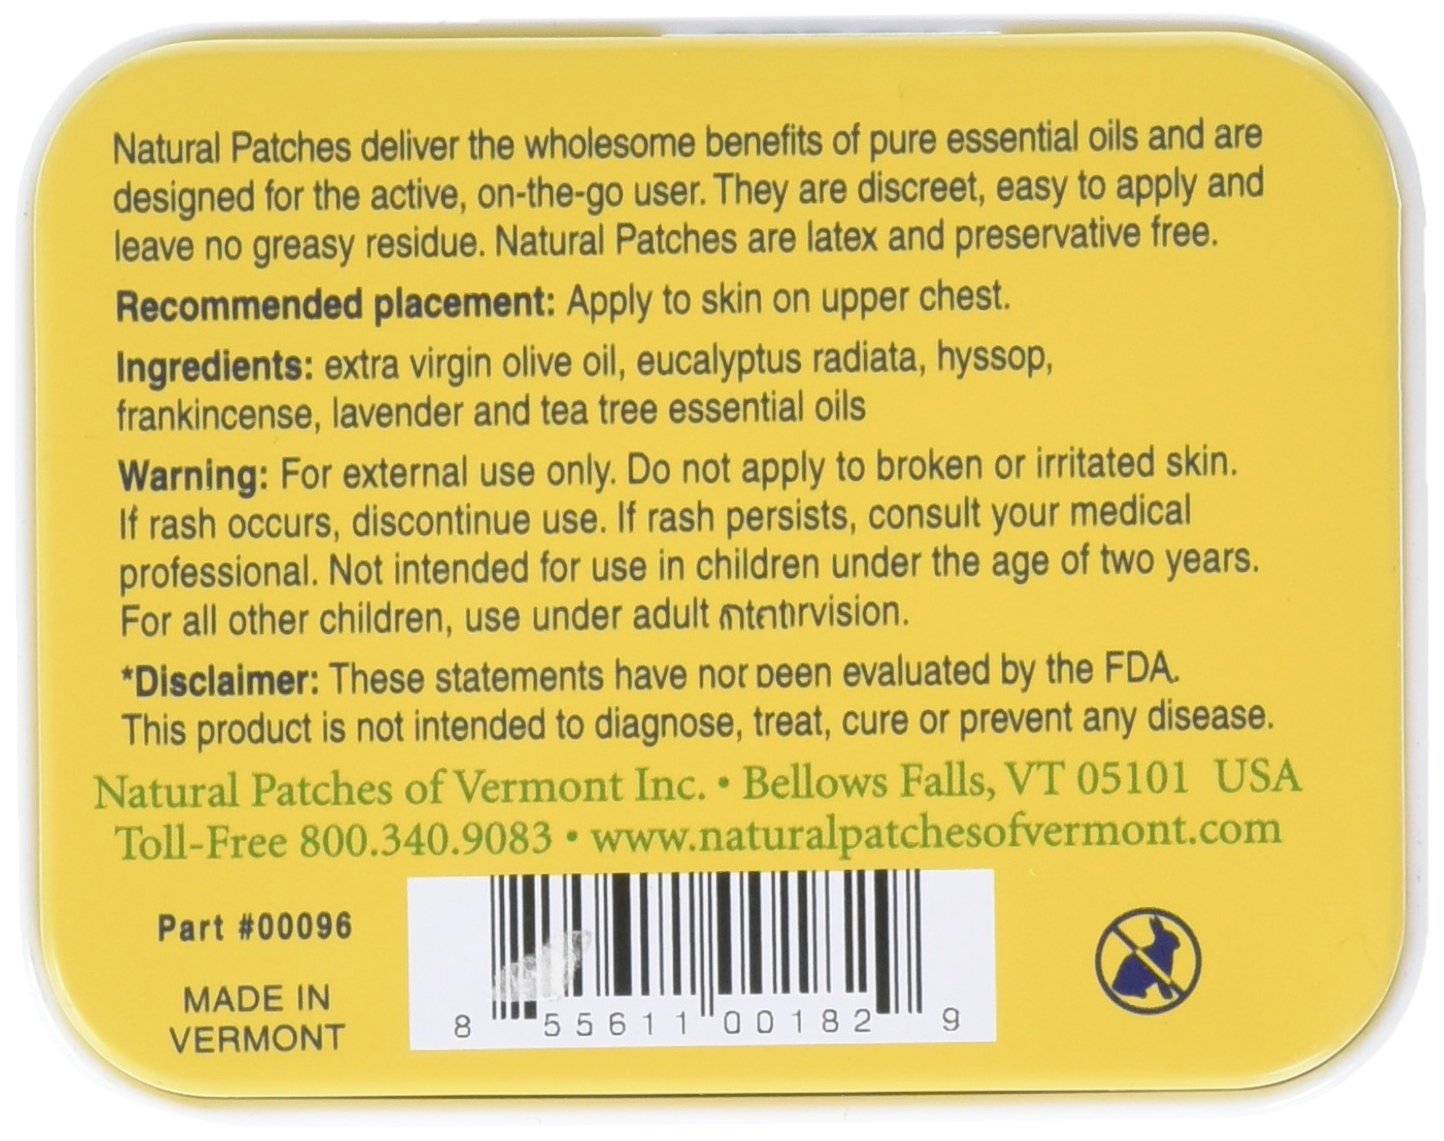 Natural Patches deliver the wholesome benefits of pure essential oils and are
designed for the active, on-the-go user. They are discreet, easy to apply and
leave no greasy residue. Natural Patches are latex and preservative free.
Recommended placement: Apply to skin on upper chest.
Ingredients: extra virgin olive oil, eucalyptus radiata, hyssop,
frankincense, lavender and tea tree essential oils
Warning: For external use only. Do not apply to broken or irritated skin.
If rash occurs, discontinue use. If rash persists, consult your medical
professional. Not intended for use in children under the age of two years.
For all other children, use under adult
*Disclaimer: These statements have not been evaluated by the FDA.
This product is not intended to diagnose, treat, cure or prevent any disease.
Natural Patches of Vermont Inc. • Bellows Falls, VT 05101 USA
Toll-Free 800.340.9083 • www.naturalpatchesofvermont.com
Part #00096
MADE IN
VERMONT
8 55611 00182 9